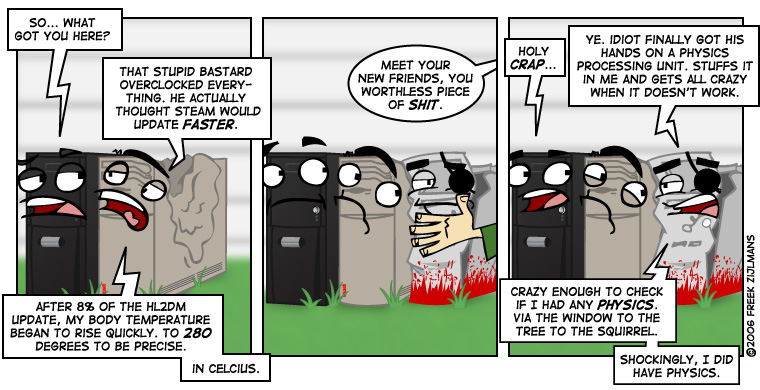 SO... WHAT
GOT YOU HERE?
THAT STUPID BASTARD
OVERCLOCKED EVERY-
THING. HE ACTUALLY
THOUGHT STEAM WOULD
UPDATE FASTER.
AFTER 8% OF THE HL2DM
UPDATE, MY BODY TEMPERATURE
BEGAN TO RISE QUICKLY. TO 280
DEGREES TO BE PRECISE.
IN CELCIUS.
MEET YOUR
NEW FRIENDS, YOU
WORTHLESS PIECE
OF SHIT.
HOLY
CRAP...
YE. IDIOT FINALLY GOT HIS
HANDS ON A PHYSICS
PROCESSING UNIT. STUFFS IT
IN ME AND GETS ALL CRAZY
WHEN IT DOESN'T WORK.
CRAZY ENOUGH TO CHECK
IF I HAD ANY PHYSICS.
VIA THE WINDOW TO THE
TREE TO THE SQUIRREL.
SHOCKINGLY, I DID
HAVE PHYSICS.
©2006 FREEK ZIJLMANS